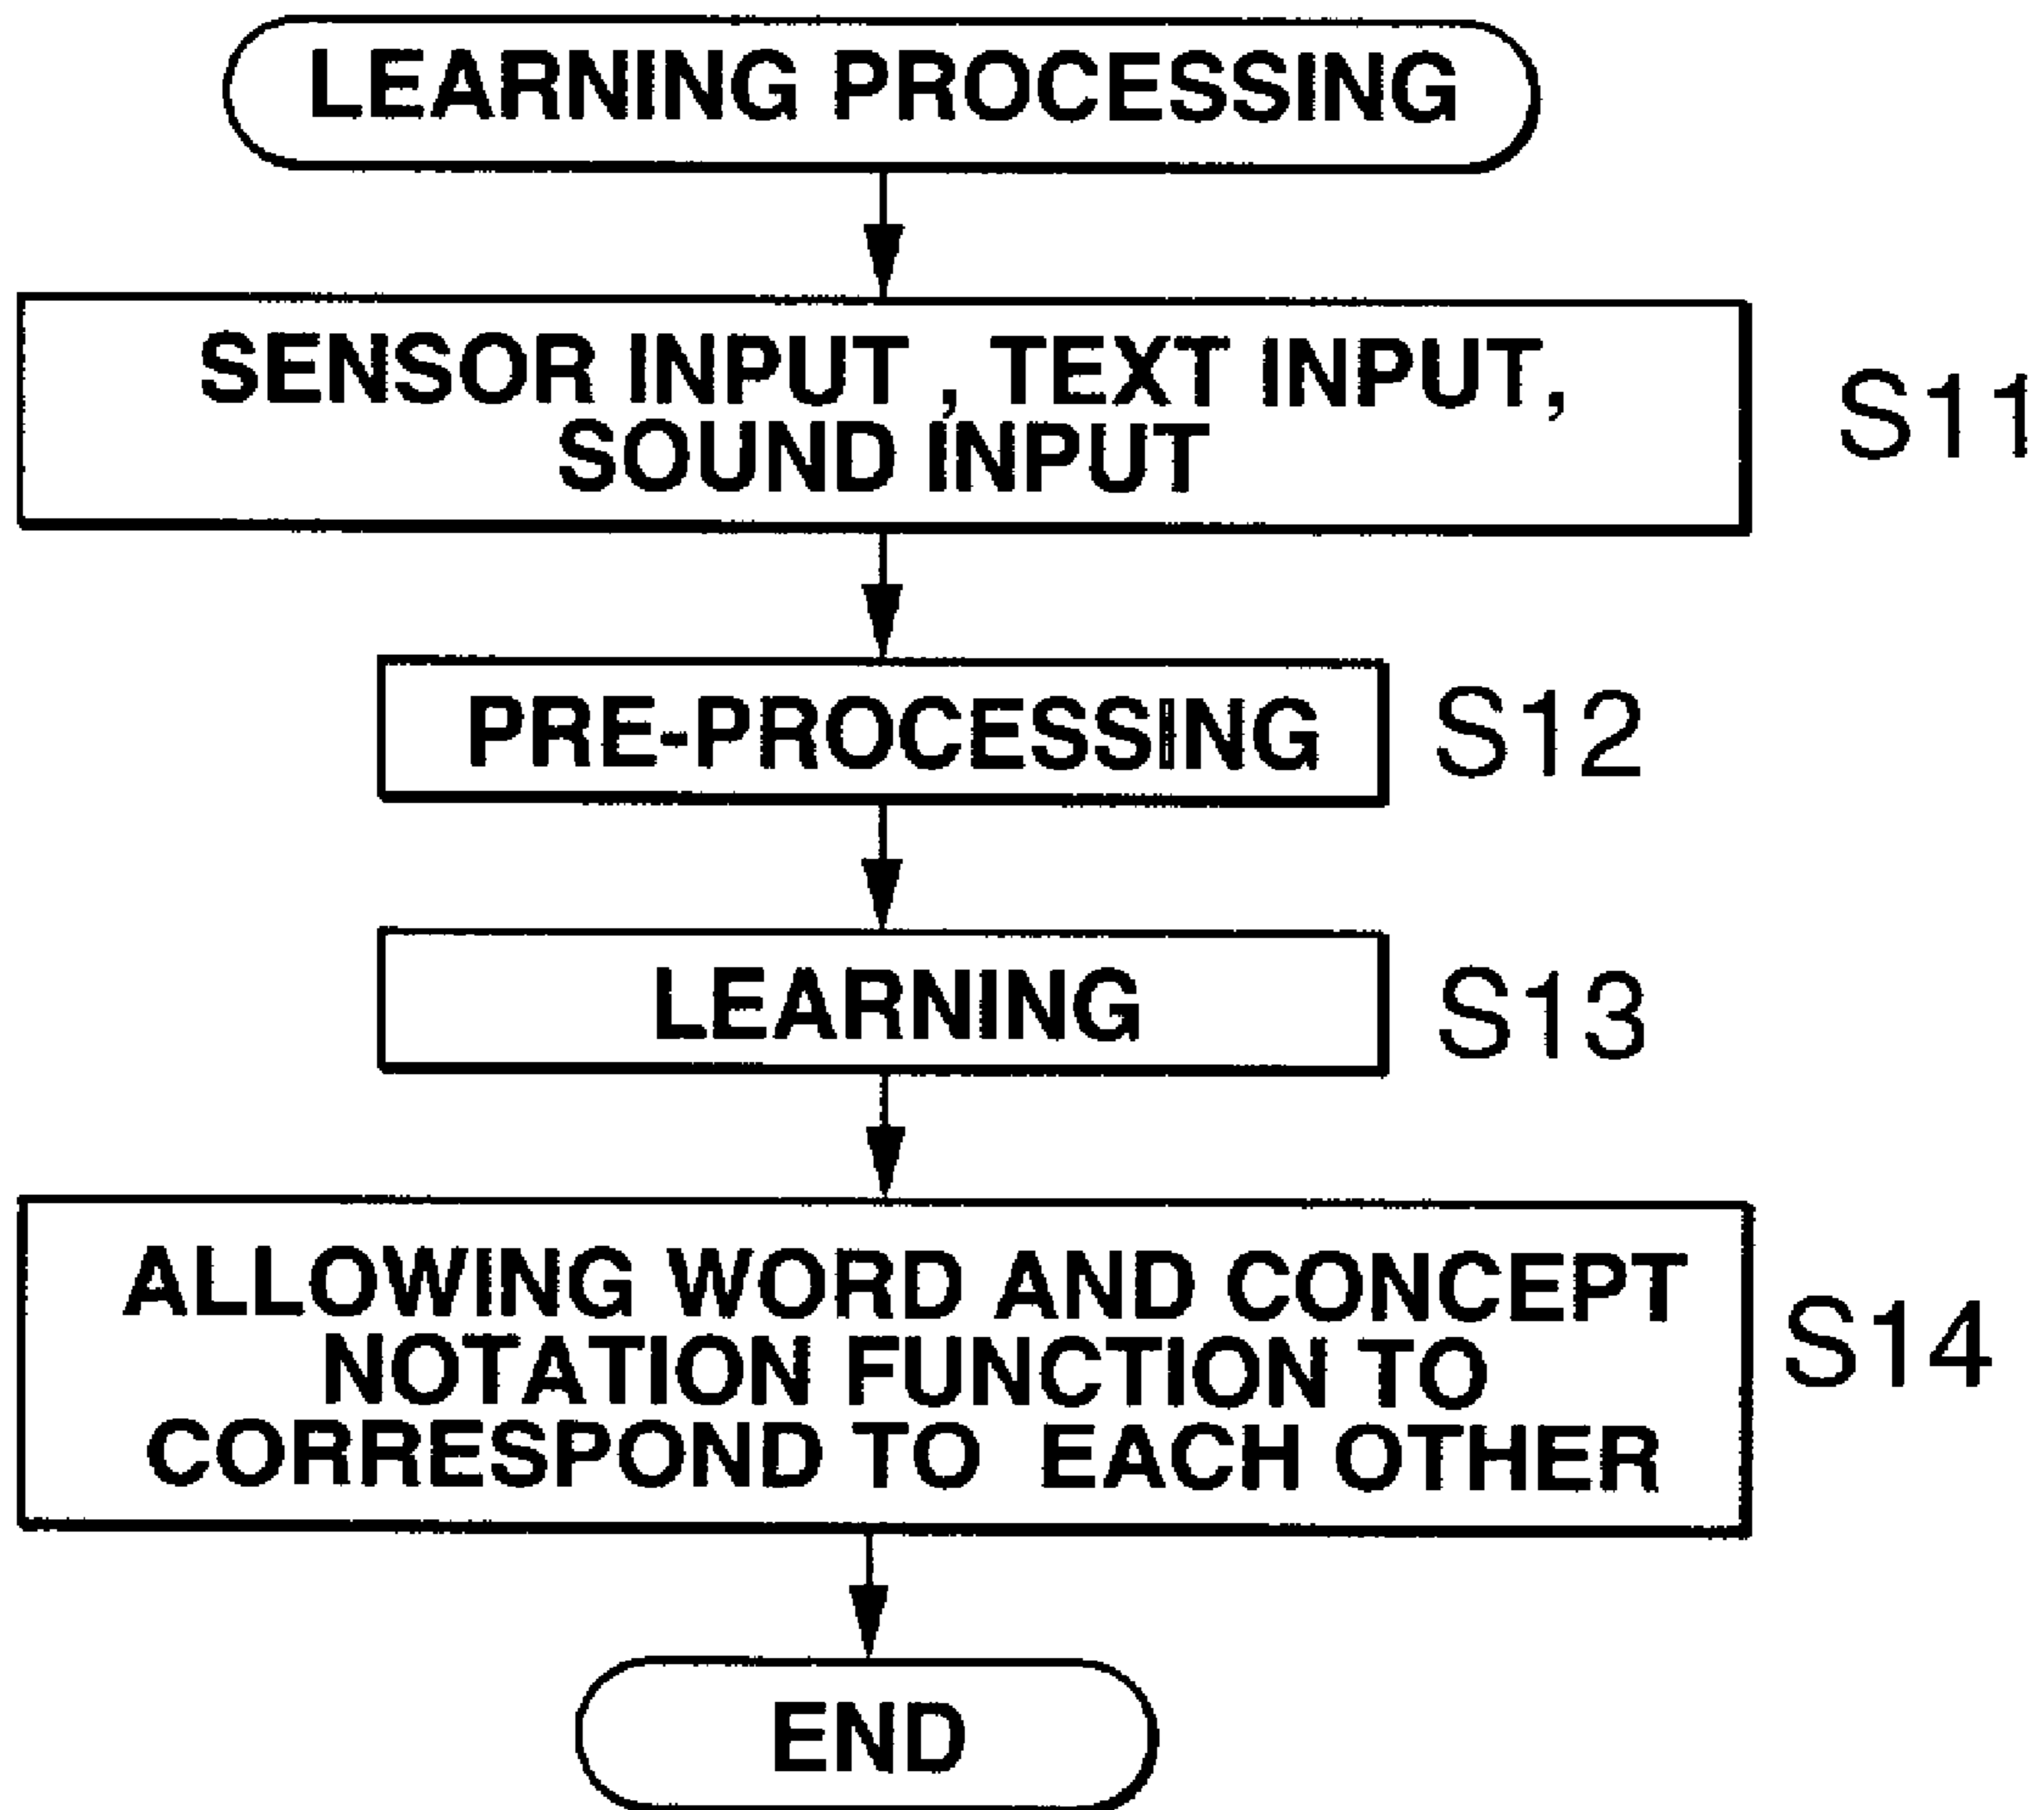 LEARNING PROCESSING
SENSOR INPUT , TEXT INPUT,
SOUND INPUT
S11
PRE-PROCESSING
S12
LEARNING
S13
ALLOWING WORD AND CONCEPT
NOTATION FUNCTION TO
CORRESPOND TO EACH OTHER
S14
END